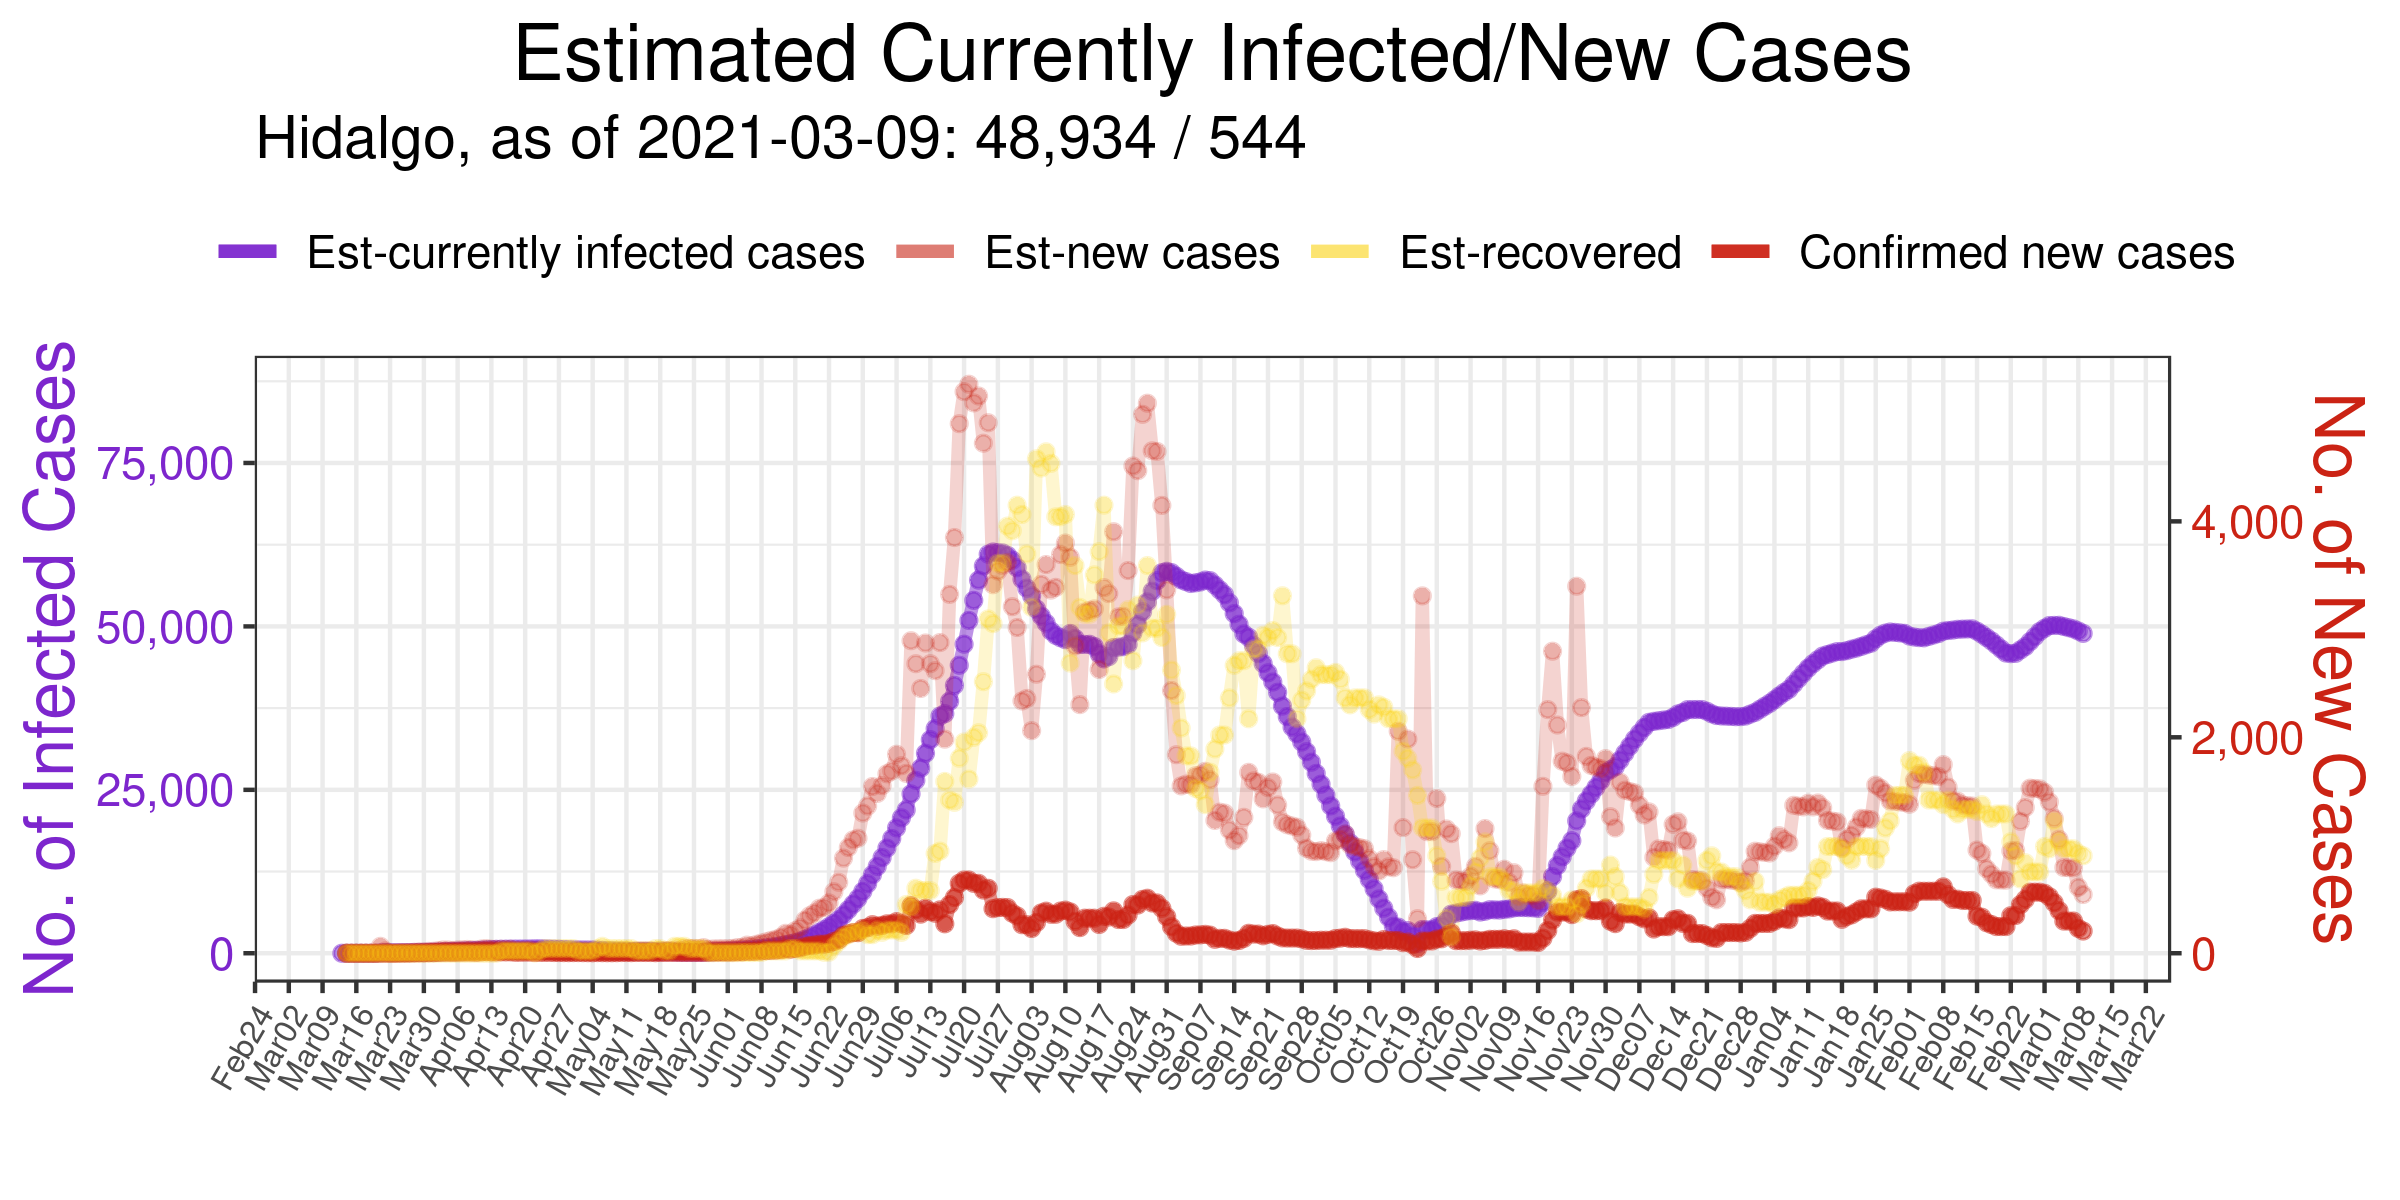 Estimated Currently Infected/New Cases
Hidalgo, as of 2021-03-09: 48,934 / 544
Est-currently infected cases Est-new cases Est-recovered Confirmed new cases
No. of Infected Cases
75,000
50,000
25,000
0
4,000
2,000
0
No. of New Cases
Feb24 Mar02 Mar09 Mar16 Mar23 Mar30 Apr06 Apr13 Apr20 Apr27 May04 May11 May18 May25 Jun01 Jun08 Jun15 Jun22 Jun29 Jul06 Jul13 Jul20 Jul27 Aug03 Aug10 Aug17 Aug24 Aug31 Sep07 Sep14 Sep21 Sep28 Oct05 Oct12 Oct19 Oct26 Nov02 Nov09 Nov16 Nov23 Nov30 Dec07 Dec14 Dec21 Dec28 Jan04 Jan11 Jan18 Jan25 Feb01 Feb08 Feb15 Feb22 Mar01 Mar08 Mar15 Mar22